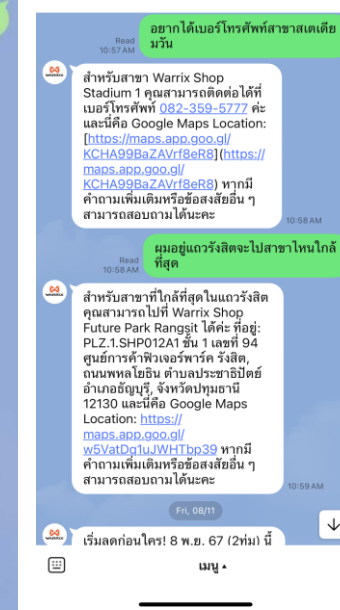 อยากได้เบอร์โทรศัพท์สาขาสเตเดีย
มวัน
Read
10:57 AM
สำหรับสาขา Warrix Shop
Stadium 1 คุณสามารถติดต่อได้ที่
เบอร์โทรศัพท์ 082-359-5777 ค่ะ
และนี่คือ Google Maps Location:
[https://maps.app.goo.gl/
KCHA99BaZAVrf8eR8](https://
maps.app.goo.gl/
KCHA99BaZAVrf8eR8) หากมี
คำถามเพิ่มเติมหรือข้อสงสัยอื่น ๆ
สามารถสอบถามได้นะคะ
10:58 AM
ผมอยู่แถวรังสิตจะไปสาขาไหนใกล้
ที่สุด
Read
10:58 AM
สำหรับสาขาที่ใกล้ที่สุดในแถวรังสิต
คุณสามารถไปที่ Warrix Shop
Future Park Rangsit ได้ค่ะ ที่อยู่:
PLZ.1.SHP012A1 ชั้น 1 เลขที่ 94
ศูนย์การค้าฟิวเจอร์พาร์ค รังสิต,
ถนนพหลโยธิน ตำบลประชาธิปัตย์
อำเภอธัญบุรี, จังหวัดปทุมธานี
12130 และนี่คือ Google Maps
Location: https://
maps.app.goo.gl/
w5VatDq1uJWHTbp39 หากมี
คำถามเพิ่มเติมหรือข้อสงสัยอื่น ๆ
สามารถสอบถามได้นะคะ
10:59 AM
Fri, 08/11
เริ่มลดก่อนใคร! 8 พ.ย. 67 (2ทุ่ม) นี้
เมนู